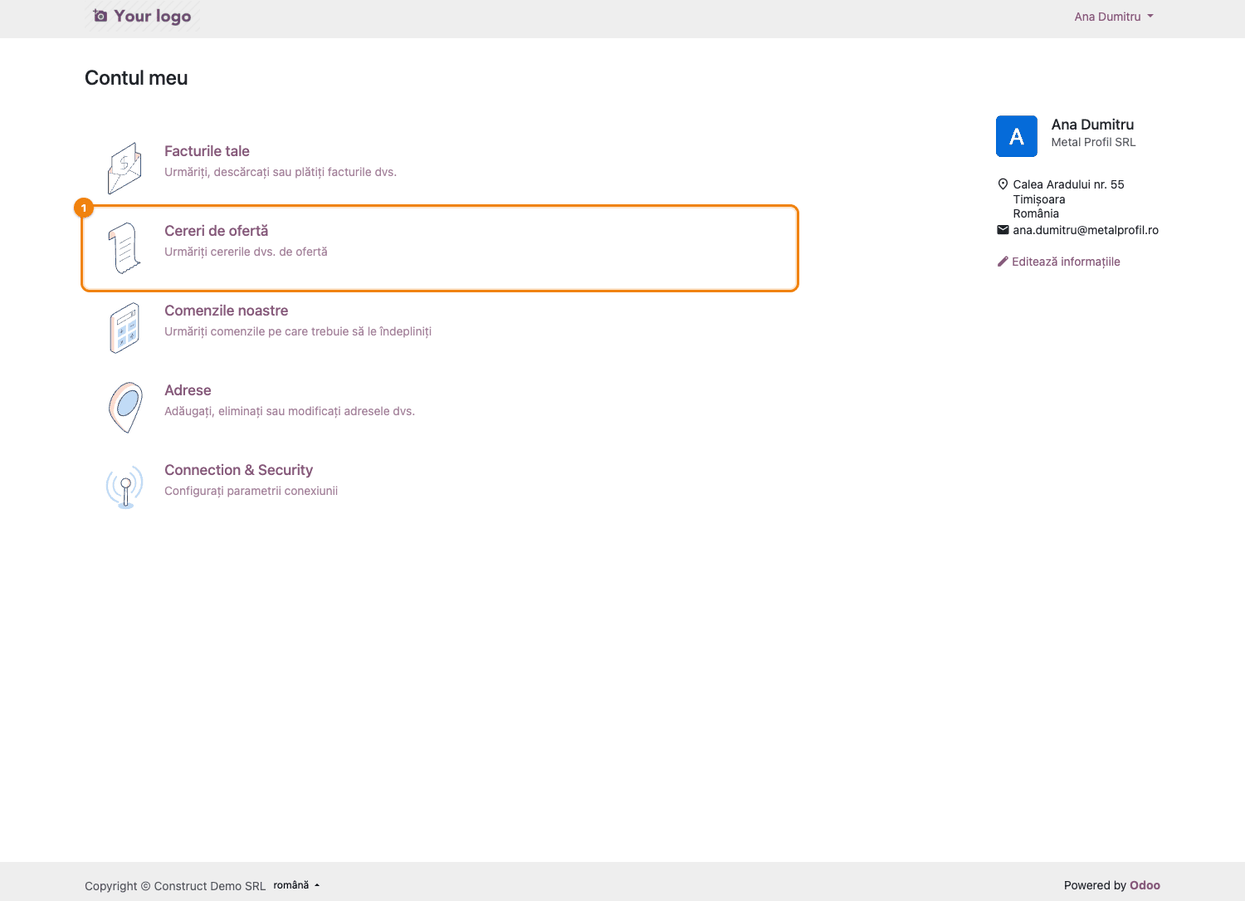 Your logo
Ana Dumitru
Contul meu
Facturile tale
Urmăriți, descărcați sau plătiți facturile dvs.
1
Cereri de ofertă
Urmăriți cererile dvs. de ofertă
Comenzile noastre
Urmăriți comenzile pe care trebuie să le îndepliniți
Adrese
Adăugați, eliminați sau modificați adresele dvs.
Connection & Security
Configurați parametrii conexiunii
A
Ana Dumitru
Metal Profil SRL
Calea Aradului nr. 55
Timișoara
România
ana.dumitru@metalprofil.ro
Editează informațiile
Copyright © Construct Demo SRL română
Powered by Odoo